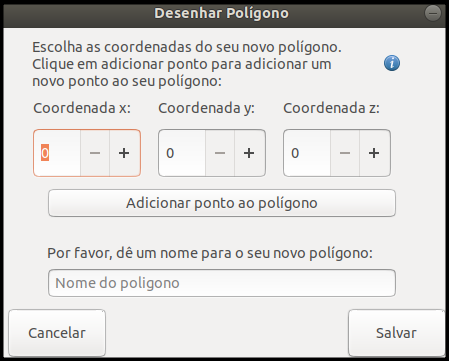 Desenhar Polígono
Escolha as coordenadas do seu novo polígono.
Clique em adicionar ponto para adicionar um
novo ponto ao seu polígono:
Coordenada x: Coordenada y: Coordenada z:
0 − + 0 − + 0 − +
Adicionar ponto ao polígono
Por favor, dê um nome para o seu novo polígono:
Nome do poligono
Cancelar Salvar